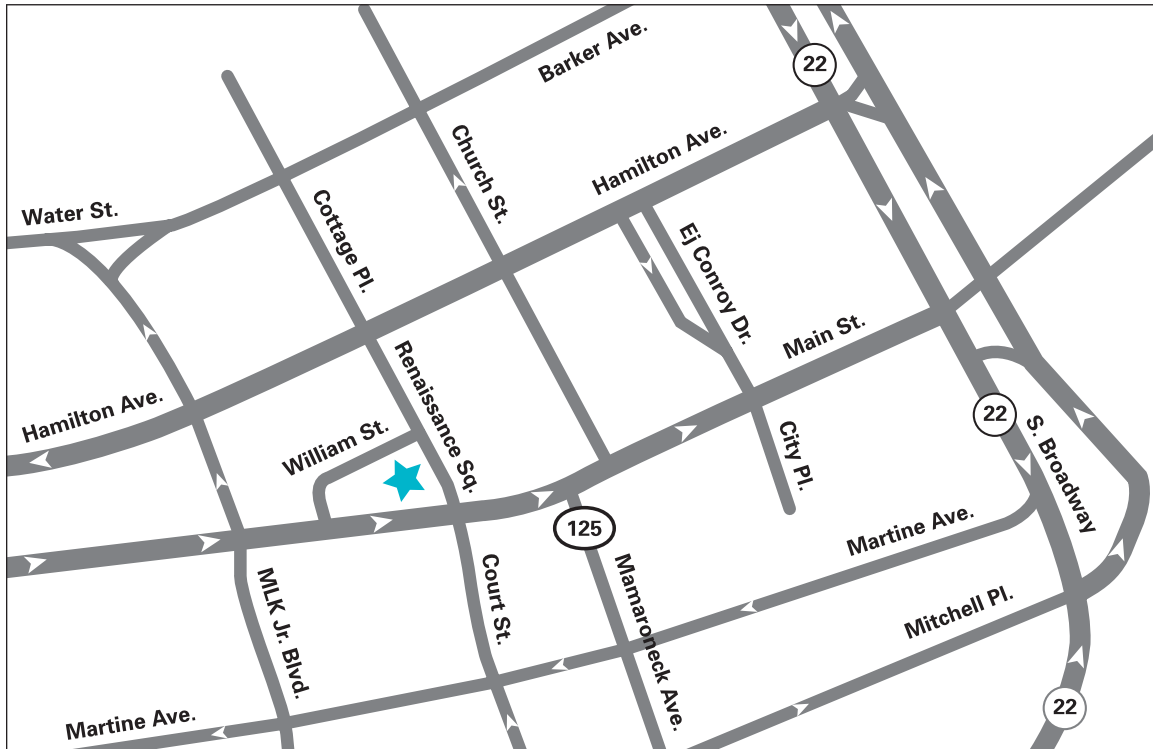 Barker Ave.
22
Church St.
Hamilton Ave.
Water St.
Cottage Pl.
Ej Conroy Dr.
Main St.
Renaissance Sq.
Hamilton Ave.
William St.
22
S. Broadway
City Pl.
125
Martine Ave.
Court St.
Mamaroneck Ave.
MLK Jr. Blvd.
Mitchell Pl.
Martine Ave.
22